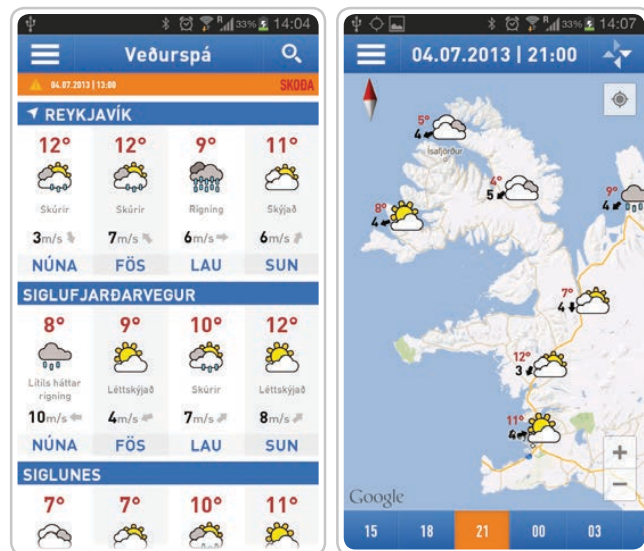 R 33% 14:04
Veðurspá
04.07.2013 | 13:00 SKOÐA
REYKJAVÍK
12° 12° 9° 11°
Skúrir Skúrir Rigning Skýjað
3m/s 7m/s 6m/s 6m/s
NÚNA FÖS LAU SUN
SIGLUFJARÐARVEGUR
8° 9° 10° 12°
Lítils háttar rigning Léttskýjað Skúrir Léttskýjað
10m/s 4m/s 7m/s 8m/s
NÚNA FÖS LAU SUN
SIGLUNES
7° 7° 10° 11°
R 33% 14:07
04.07.2013 | 21:00
5°
4
Ísafjörður
4°
5
9°
4
8°
4
7°
4
12°
3
11°
4
+
−
Google
15 18 21 00 03